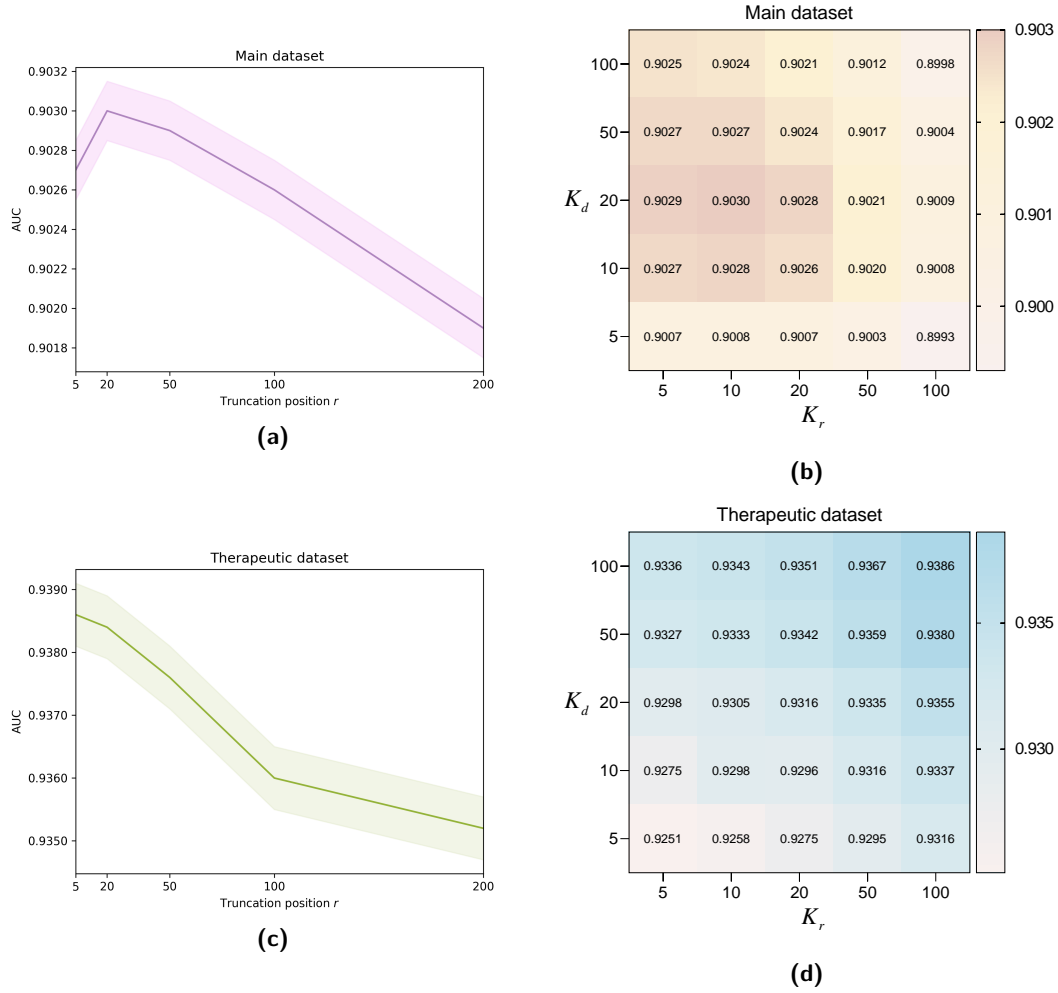 Main dataset
0.9032
0.9030
0.9028
0.9026
0.9024
0.9022
0.9020
0.9018
AUC
5 20 50 100 200
Truncation position r
(a)
Main dataset
100 0.9025 0.9024 0.9021 0.9012 0.8998
50 0.9027 0.9027 0.9024 0.9017 0.9004
K_d 20 0.9029 0.9030 0.9028 0.9021 0.9009
10 0.9027 0.9028 0.9026 0.9020 0.9008
5 0.9007 0.9008 0.9007 0.9003 0.8993
5 10 20 50 100
K_r
0.903
0.902
0.901
0.900
(b)
Therapeutic dataset
0.9390
0.9380
0.9370
0.9360
0.9350
AUC
5 20 50 100 200
Truncation position r
(c)
Therapeutic dataset
100 0.9336 0.9343 0.9351 0.9367 0.9386
50 0.9327 0.9333 0.9342 0.9359 0.9380
K_d 20 0.9298 0.9305 0.9316 0.9335 0.9355
10 0.9275 0.9298 0.9296 0.9316 0.9337
5 0.9251 0.9258 0.9275 0.9295 0.9316
5 10 20 50 100
K_r
0.935
0.930
(d)